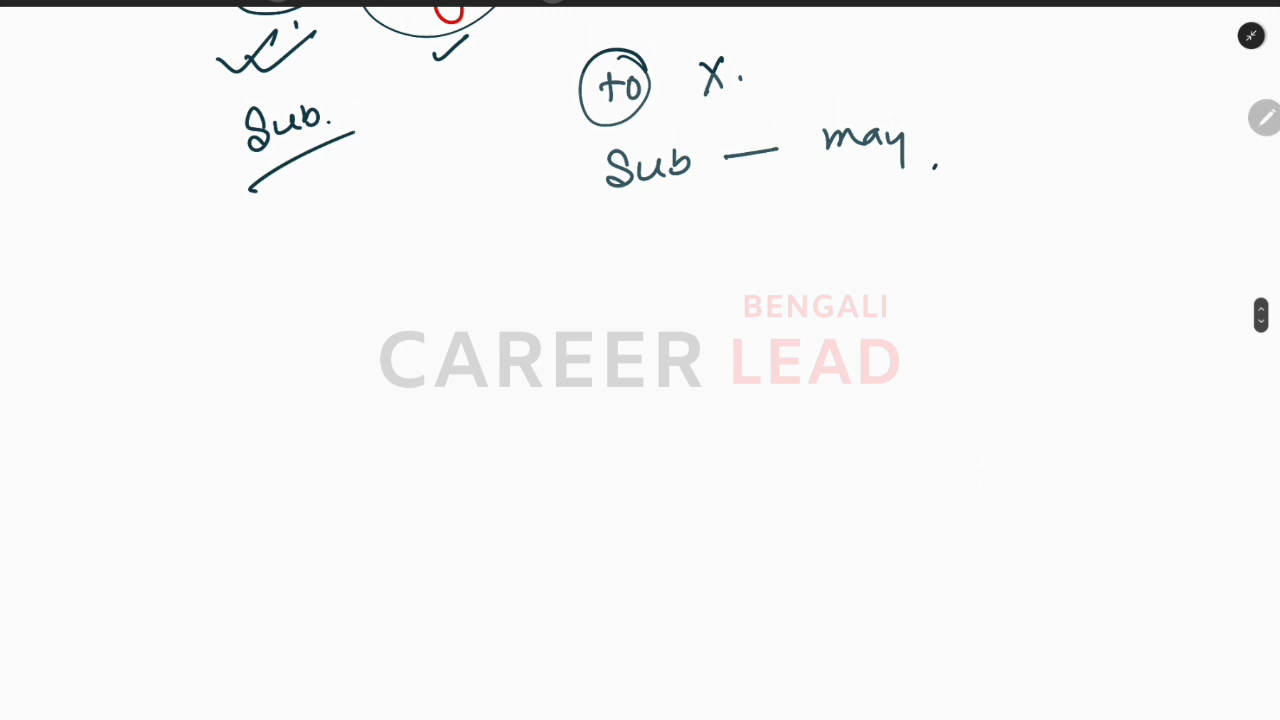 to X.
Sub.
Sub — may.
BENGALI
CAREER LEAD